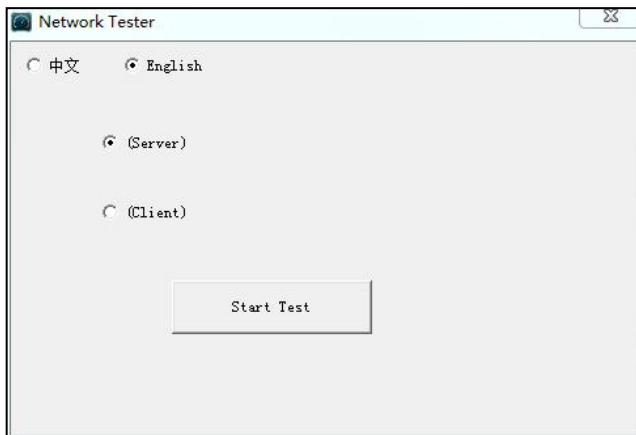 Network Tester
中文 English
(Server)
(Client)
Start Test